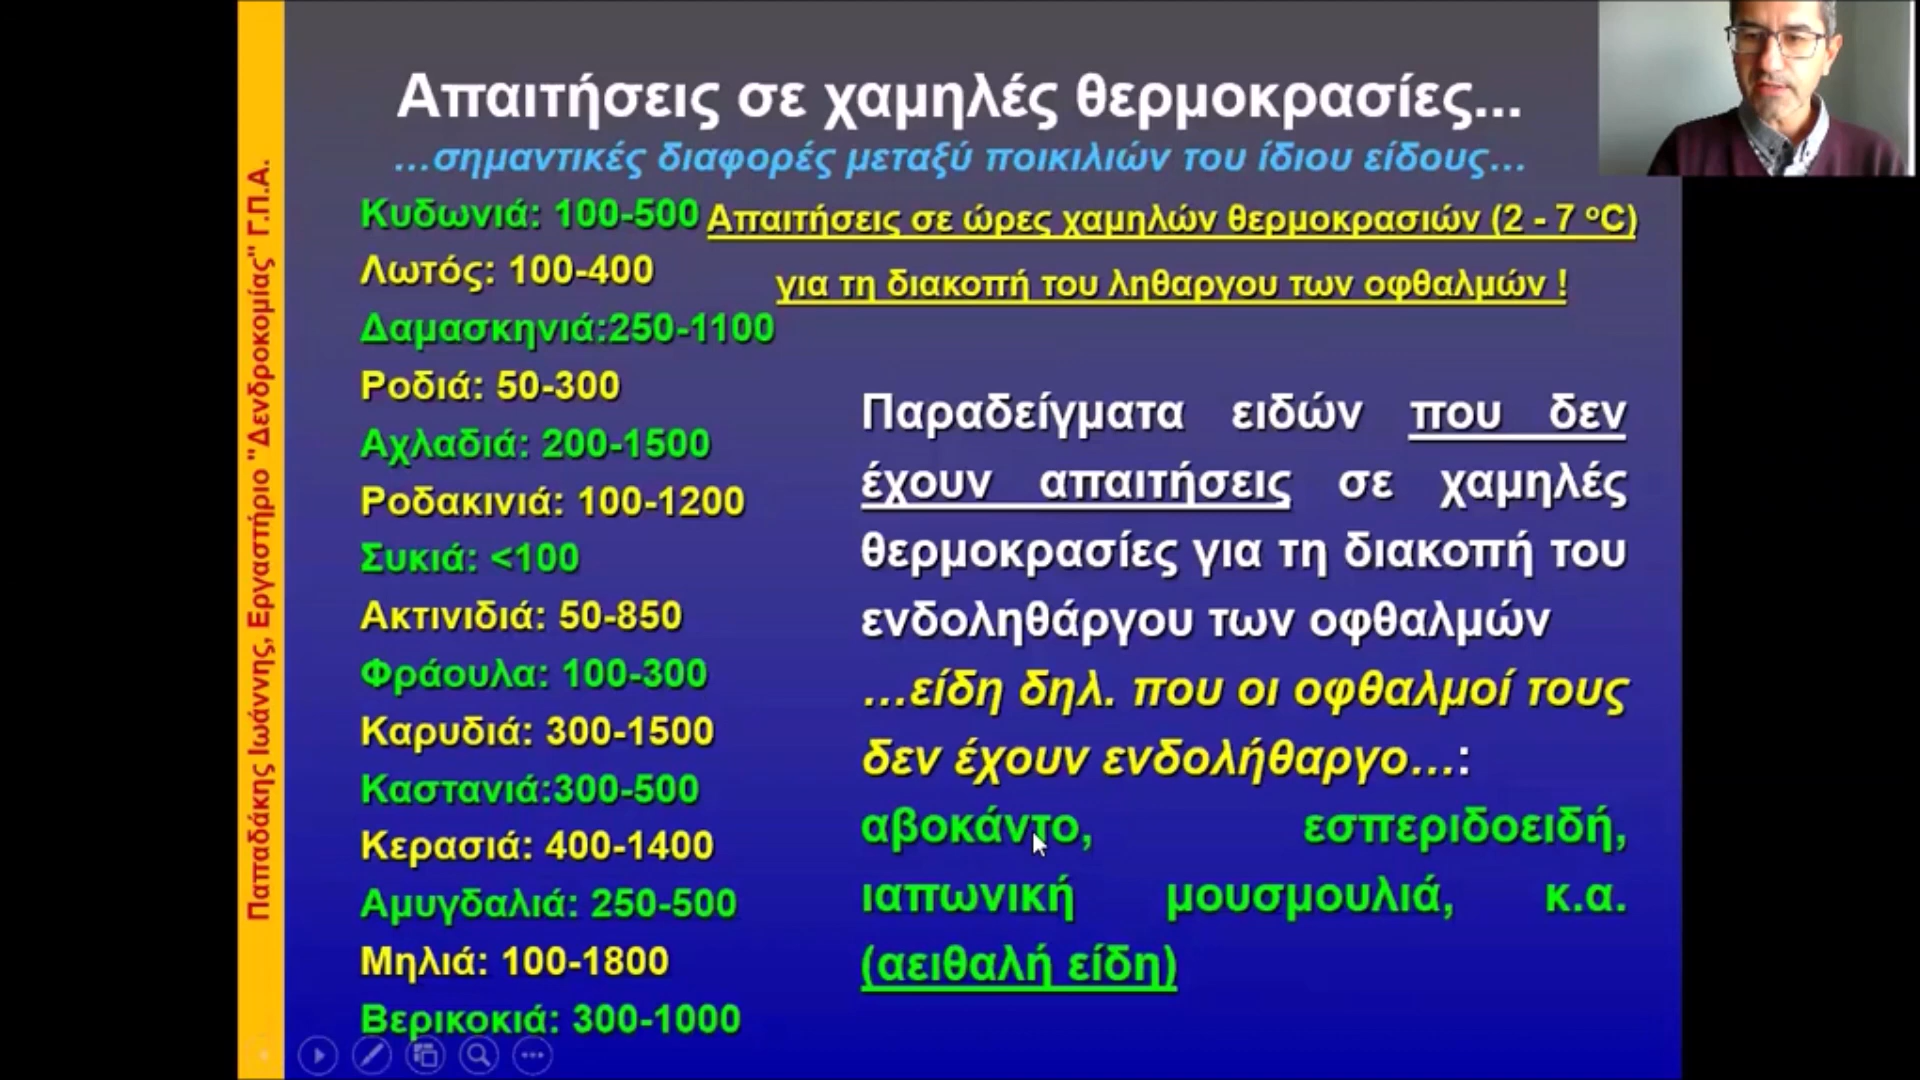 Απαιτήσεις σε χαμηλές θερμοκρασίες...
...σημαντικές διαφορές μεταξύ ποικιλιών του ίδιου είδους...
Απαιτήσεις σε ώρες χαμηλών θερμοκρασιών (2 - 7 °C)
για τη διακοπή του ληθαργου των οφθαλμών !
Κυδωνιά: 100-500
Λωτός: 100-400
Δαμασκηνιά:250-1100
Ροδιά: 50-300
Αχλαδιά: 200-1500
Ροδακινιά: 100-1200
Συκιά: <100
Ακτινιδιά: 50-850
Φράουλα: 100-300
Καρυδιά: 300-1500
Καστανιά:300-500
Κερασιά: 400-1400
Αμυγδαλιά: 250-500
Μηλιά: 100-1800
Βερικοκιά: 300-1000
Παραδείγματα ειδών που δεν
έχουν απαιτήσεις σε χαμηλές
θερμοκρασίες για τη διακοπή του
ενδοληθάργου των οφθαλμών
...είδη δηλ. που οι οφθαλμοί τους
δεν έχουν ενδολήθαργο...:
αβοκάντο, εσπεριδοειδή,
ιαπωνική μουσμουλιά, κ.α.
(αειθαλή είδη)
Παπαδάκης Ιωάννης, Εργαστήριο "Δενδροκομίας" Γ.Π.Α.